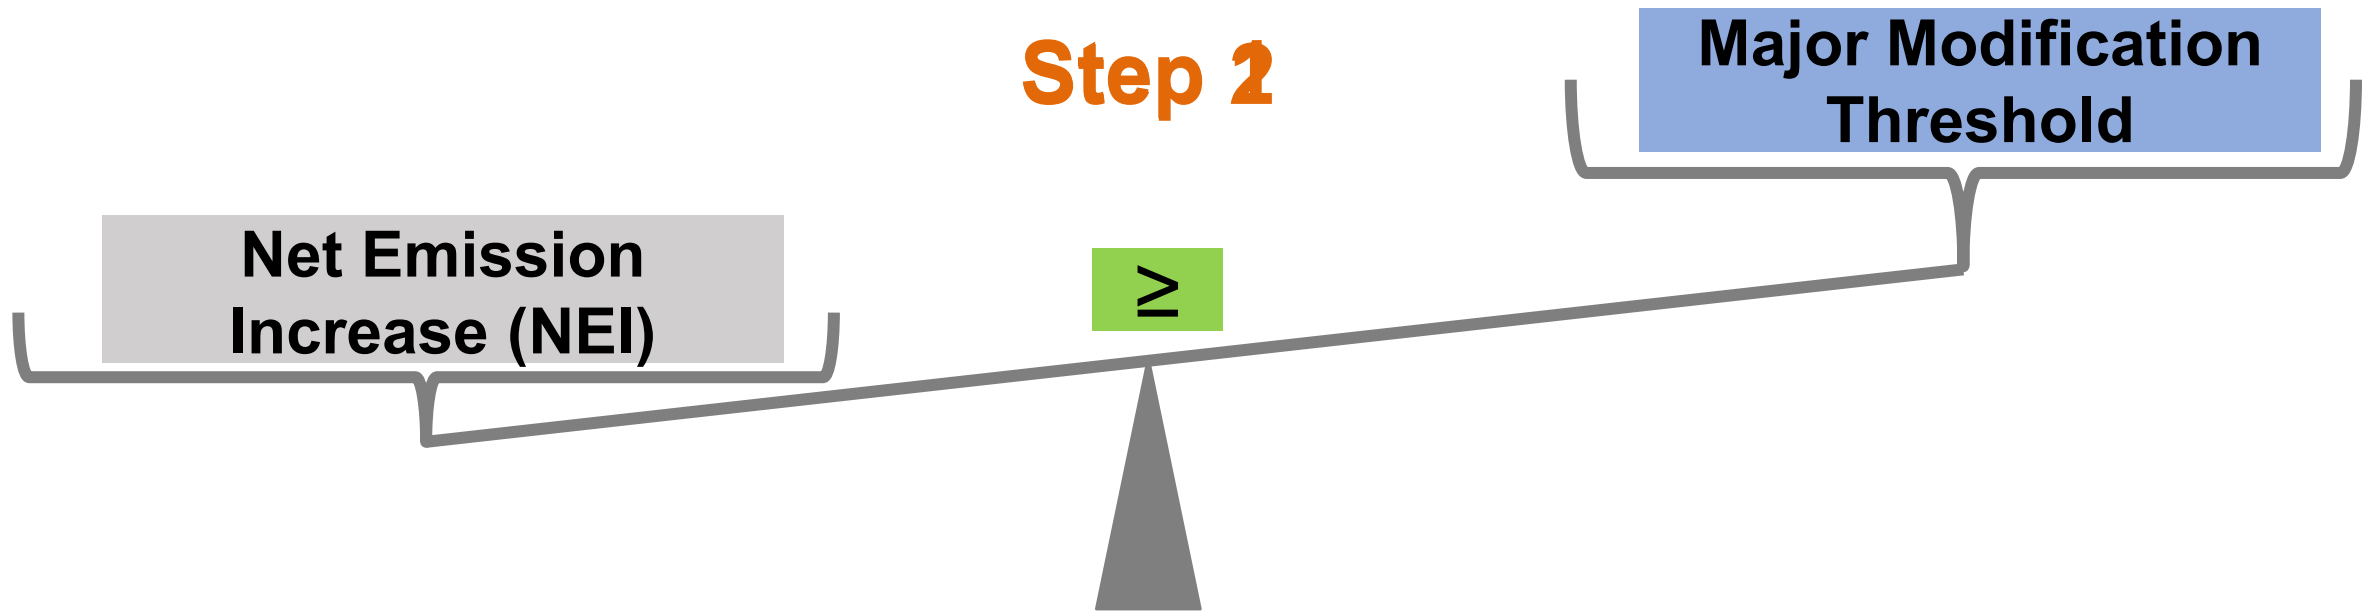 Step
Major Modification
Threshold
Net Emission
Increase (NEI)
≥